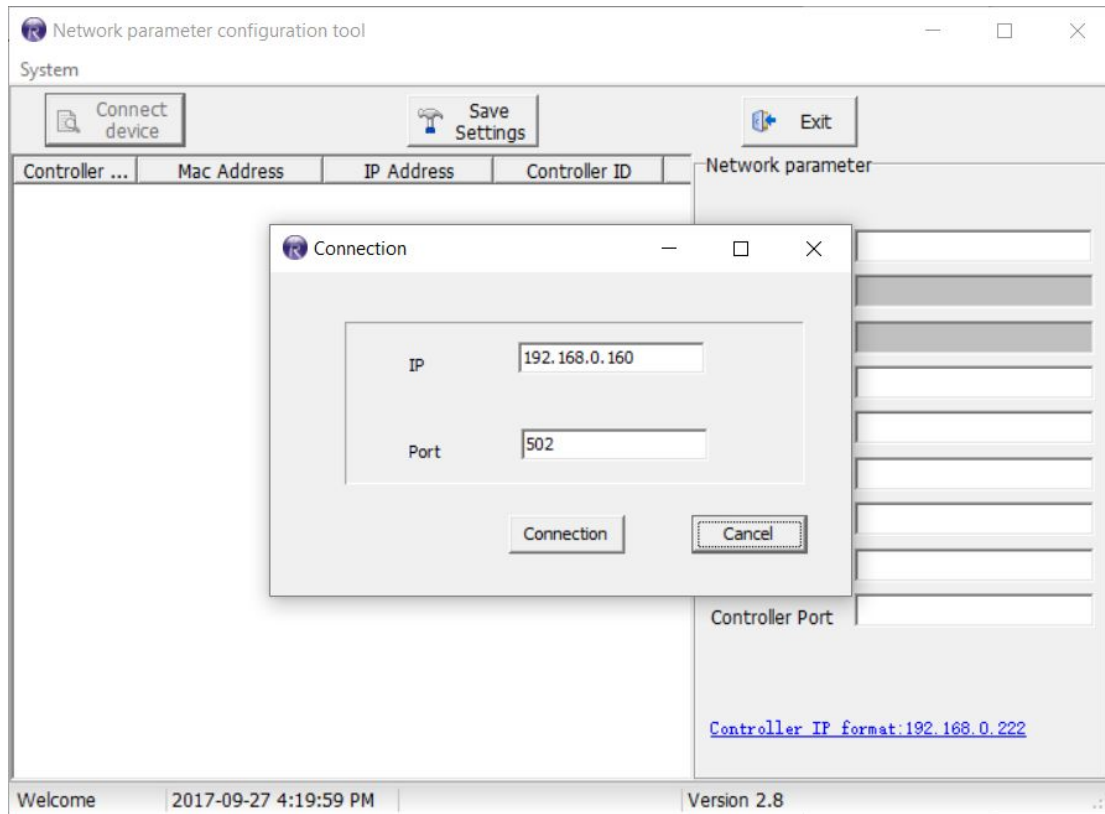 Network parameter configuration tool
System
Connect
device
Save
Settings
Exit
Controller ...
Mac Address
IP Address
Controller ID
Network parameter
Connection
IP
192.168.0.160
Port
502
Connection
Cancel
Controller Port
Controller IP format:192.168.0.222
Welcome
2017-09-27 4:19:59 PM
Version 2.8